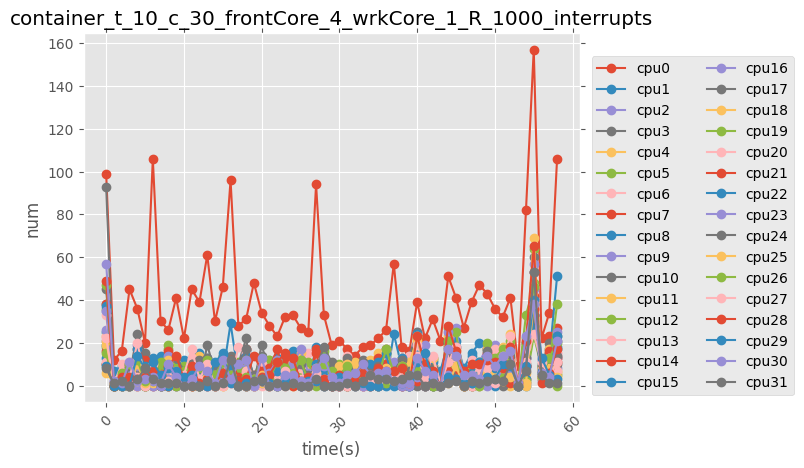 container_t_10_c_30_frontCore_4_wrkCore_1_R_1000_interrupts
160
140
120
100
80
60
40
20
0
num
0
10
20
30
40
50
60
time(s)
cpu0
cpu1
cpu2
cpu3
cpu4
cpu5
cpu6
cpu7
cpu8
cpu9
cpu10
cpu11
cpu12
cpu13
cpu14
cpu15
cpu16
cpu17
cpu18
cpu19
cpu20
cpu21
cpu22
cpu23
cpu24
cpu25
cpu26
cpu27
cpu28
cpu29
cpu30
cpu31